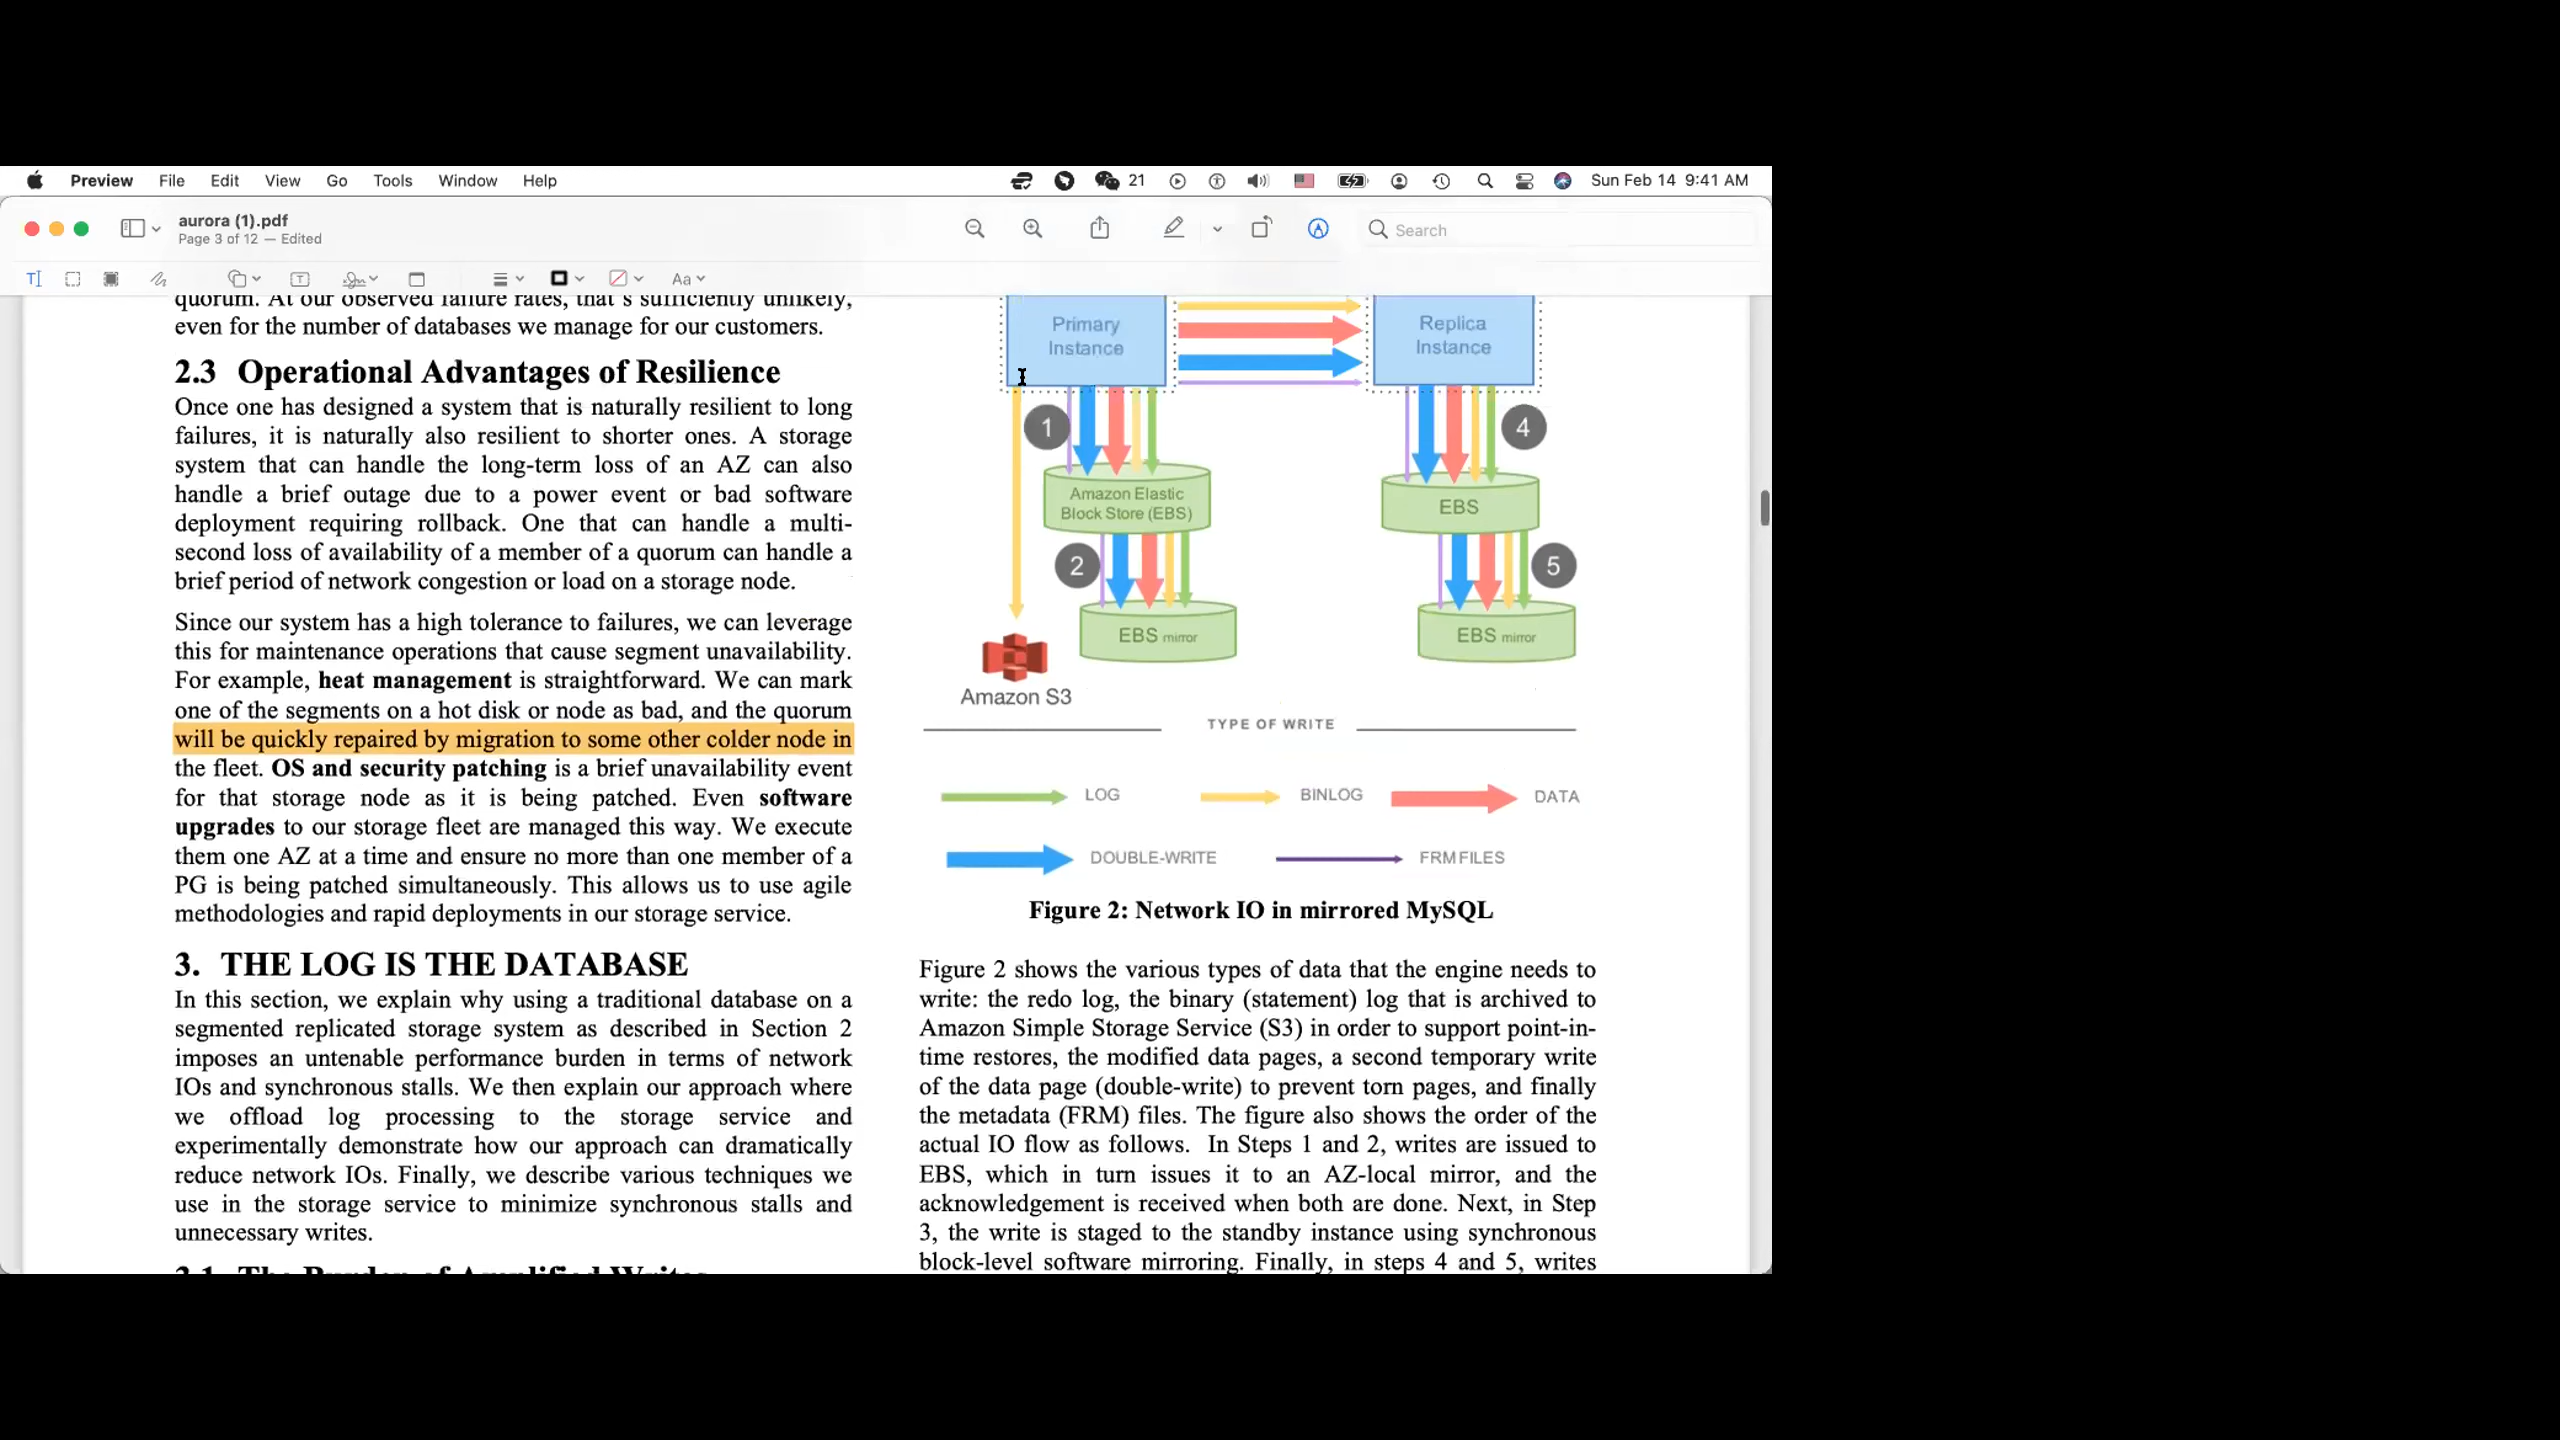 Preview File Edit View Go Tools Window Help
21
Sun Feb 14 9:41 AM
aurora (1).pdf
Page 3 of 12 — Edited
Search
Aa
quorum. At our observed failure rates, that's sufficiently unlikely,
even for the number of databases we manage for our customers.
2.3 Operational Advantages of Resilience
Once one has designed a system that is naturally resilient to long
failures, it is naturally also resilient to shorter ones. A storage
system that can handle the long-term loss of an AZ can also
handle a brief outage due to a power event or bad software
deployment requiring rollback. One that can handle a multi-
second loss of availability of a member of a quorum can handle a
brief period of network congestion or load on a storage node.
Since our system has a high tolerance to failures, we can leverage
this for maintenance operations that cause segment unavailability.
For example, heat management is straightforward. We can mark
one of the segments on a hot disk or node as bad, and the quorum
will be quickly repaired by migration to some other colder node in
the fleet. OS and security patching is a brief unavailability event
for that storage node as it is being patched. Even software
upgrades to our storage fleet are managed this way. We execute
them one AZ at a time and ensure no more than one member of a
PG is being patched simultaneously. This allows us to use agile
methodologies and rapid deployments in our storage service.
3. THE LOG IS THE DATABASE
In this section, we explain why using a traditional database on a
segmented replicated storage system as described in Section 2
imposes an untenable performance burden in terms of network
IOs and synchronous stalls. We then explain our approach where
we offload log processing to the storage service and
experimentally demonstrate how our approach can dramatically
reduce network IOs. Finally, we describe various techniques we
use in the storage service to minimize synchronous stalls and
unnecessary writes.
3.1 The Burden of Amplified Writes
Primary
Instance
Replica
Instance
1
4
Amazon Elastic
Block Store (EBS)
EBS
2
5
EBS mirror
EBS mirror
Amazon S3
TYPE OF WRITE
LOG
BINLOG
DATA
DOUBLE-WRITE
FRM FILES
Figure 2: Network IO in mirrored MySQL
Figure 2 shows the various types of data that the engine needs to
write: the redo log, the binary (statement) log that is archived to
Amazon Simple Storage Service (S3) in order to support point-in-
time restores, the modified data pages, a second temporary write
of the data page (double-write) to prevent torn pages, and finally
the metadata (FRM) files. The figure also shows the order of the
actual IO flow as follows. In Steps 1 and 2, writes are issued to
EBS, which in turn issues it to an AZ-local mirror, and the
acknowledgement is received when both are done. Next, in Step
3, the write is staged to the standby instance using synchronous
block-level software mirroring. Finally, in steps 4 and 5, writes